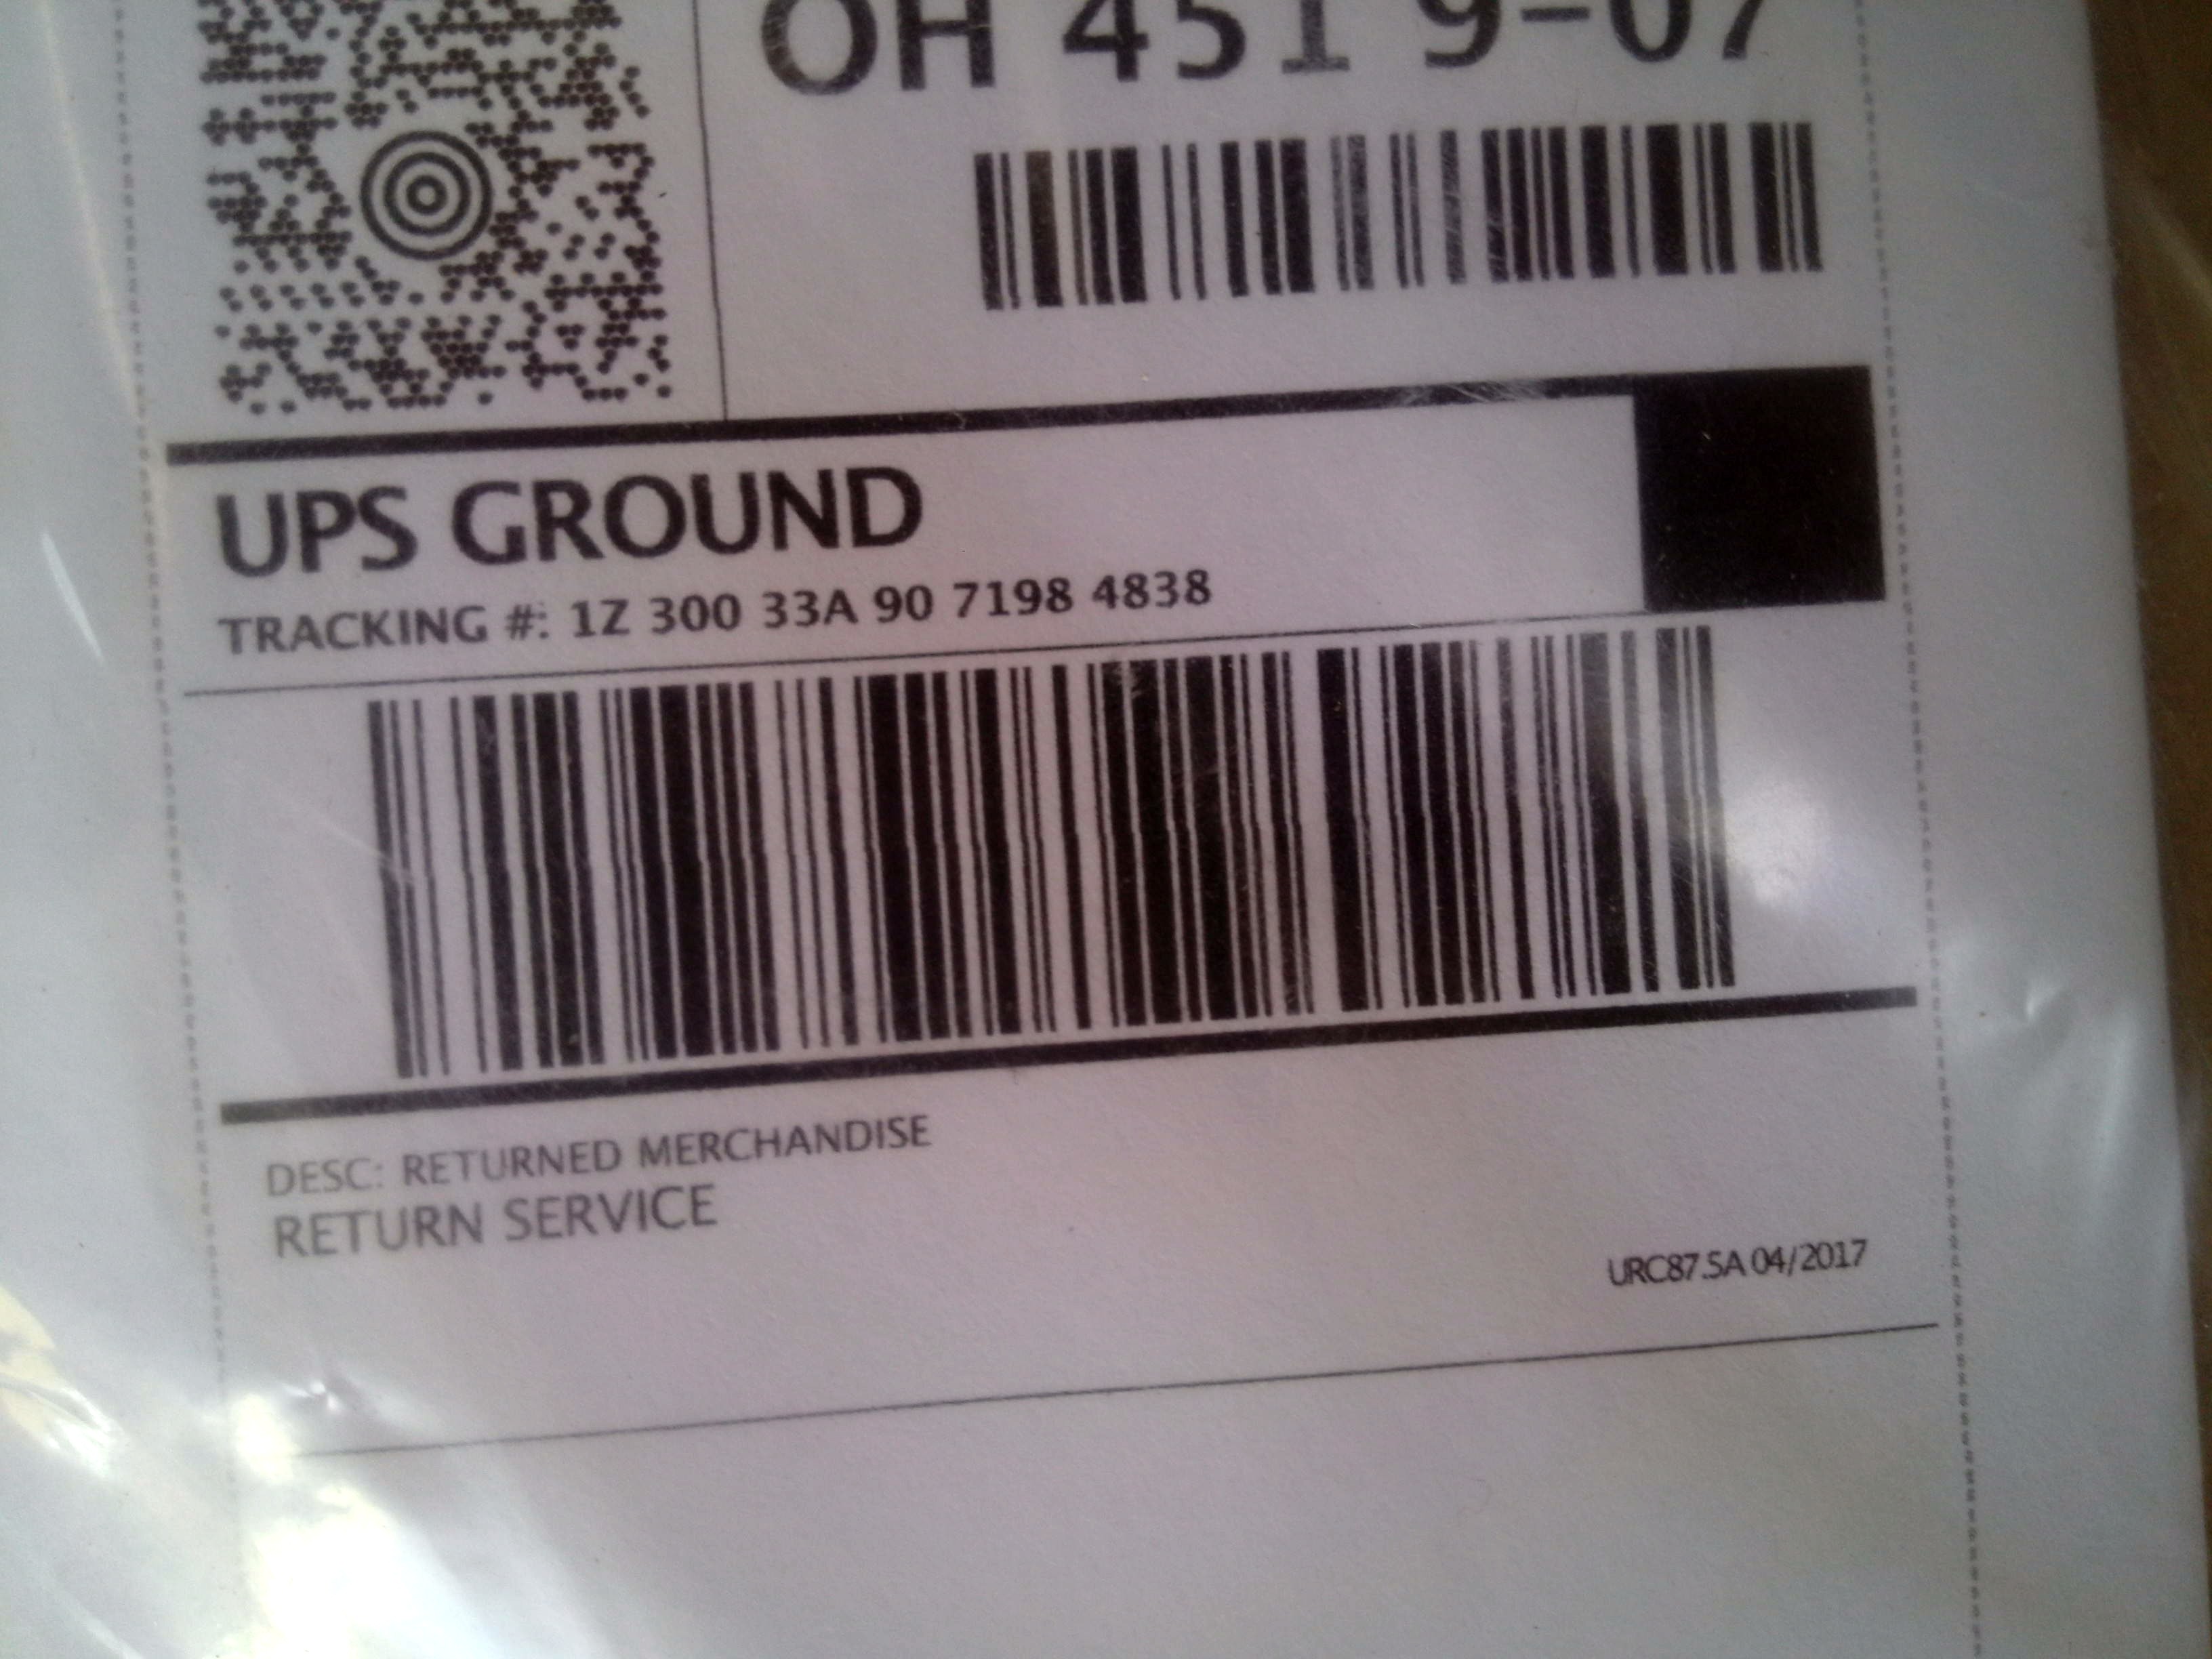 OH 451 9-07
UPS GROUND
TRACKING #: 1Z 300 33A 90 7198 4838
DESC: RETURNED MERCHANDISE
RETURN SERVICE
URC87.5A 04/2017